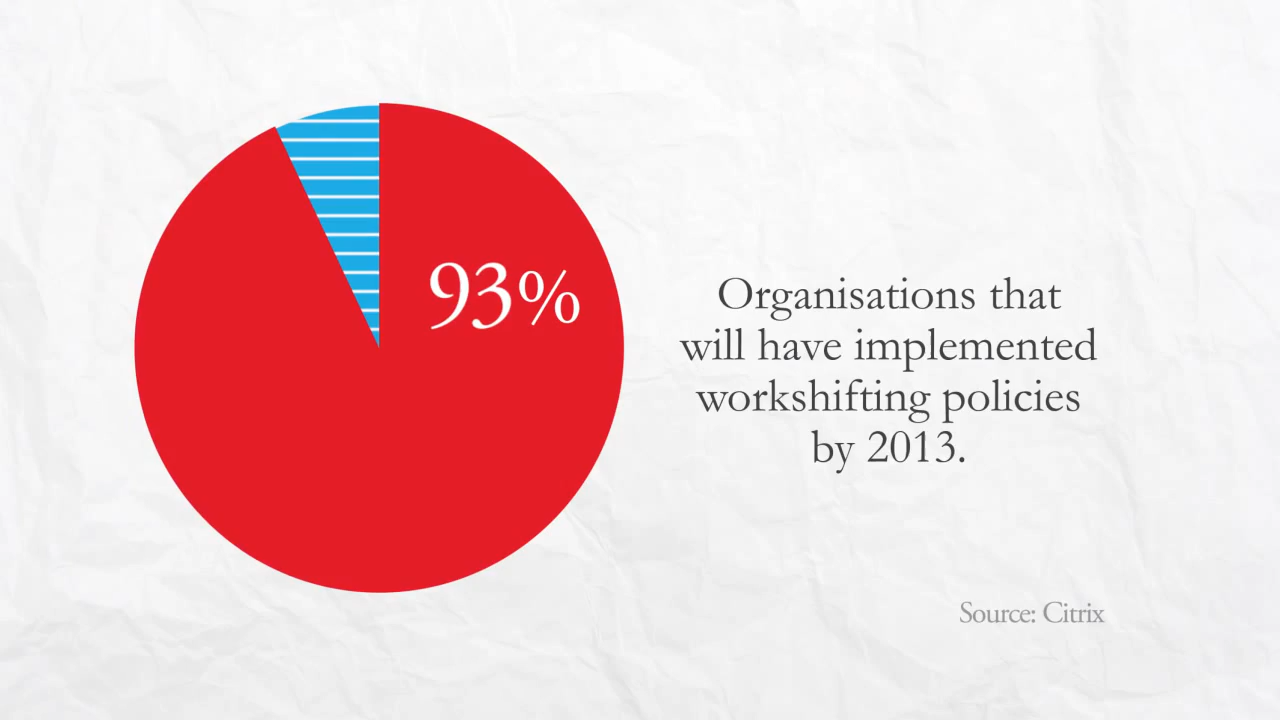 93%
Organisations that
will have implemented
workshifting policies
by 2013.
Source: Citrix